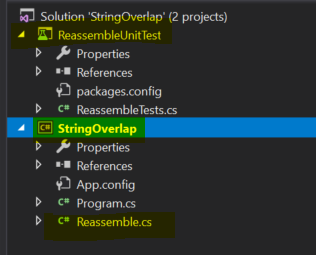 Solution 'StringOverlap' (2 projects)
ReassembleUnitTest
Properties
References
packages.config
C# ReassembleTests.cs
C# StringOverlap
Properties
References
App.config
C# Program.cs
C# Reassemble.cs